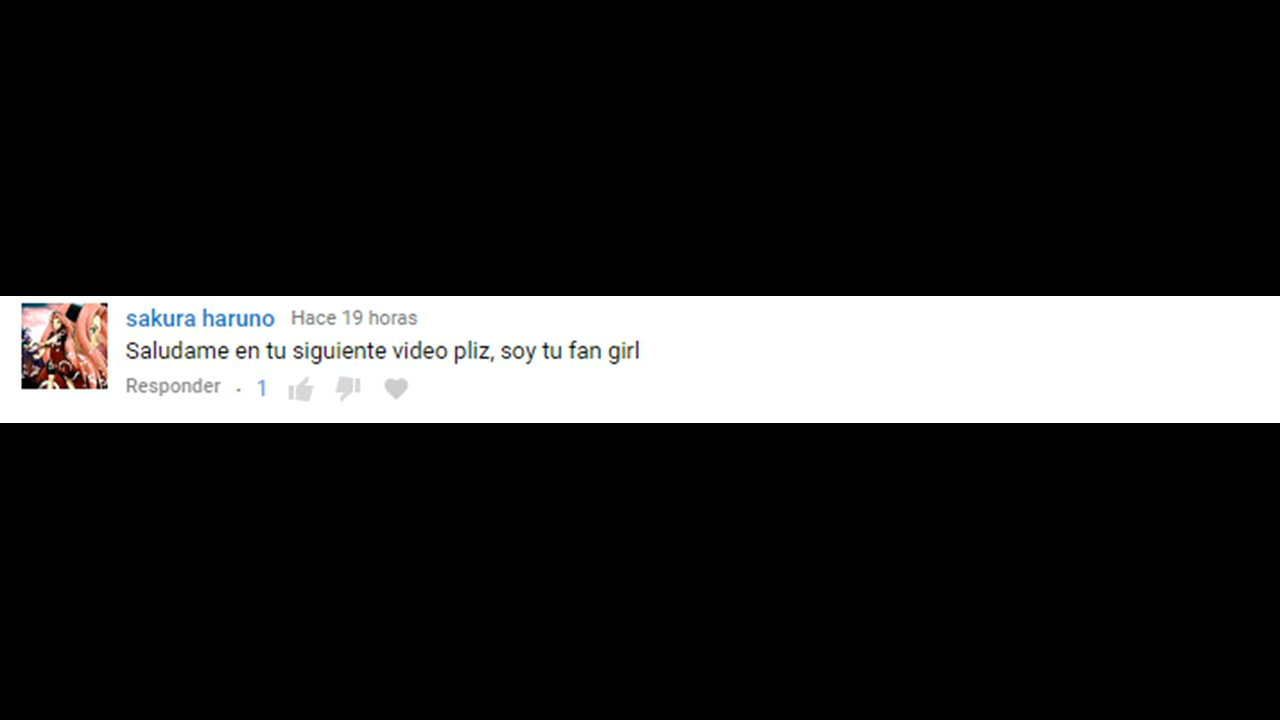 sakura haruno Hace 19 horas
Saludame en tu siguiente video pliz, soy tu fan girl
Responder . 1